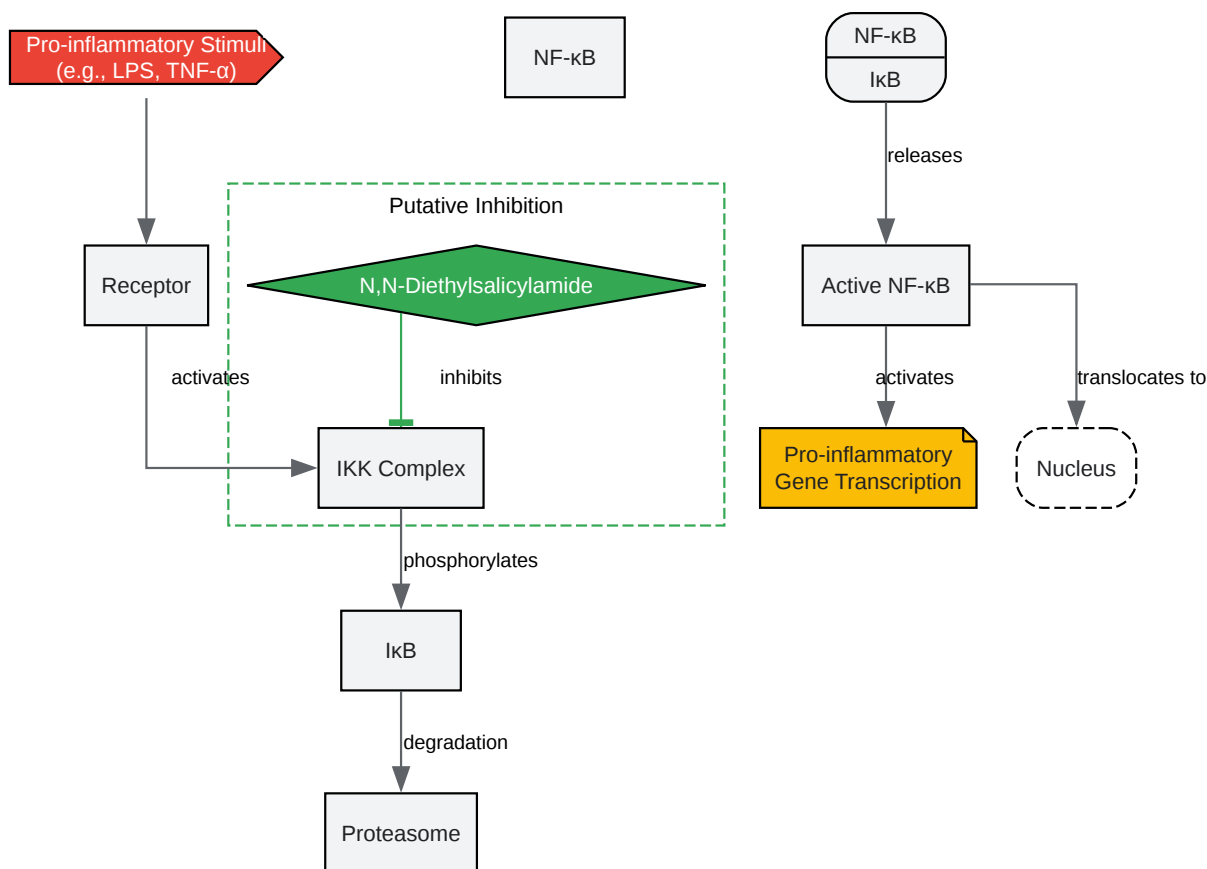 Pro-inflammatory Stimuli
(e.g., LPS, TNF-α)
NF-κB
NF-κB
IκB
releases
Putative Inhibition
Receptor
N,N-Diethylsalicylamide
Active NF-κB
activates
inhibits
activates
translocates to
IKK Complex
Pro-inflammatory
Gene Transcription
Nucleus
phosphorylates
IκB
degradation
Proteasome